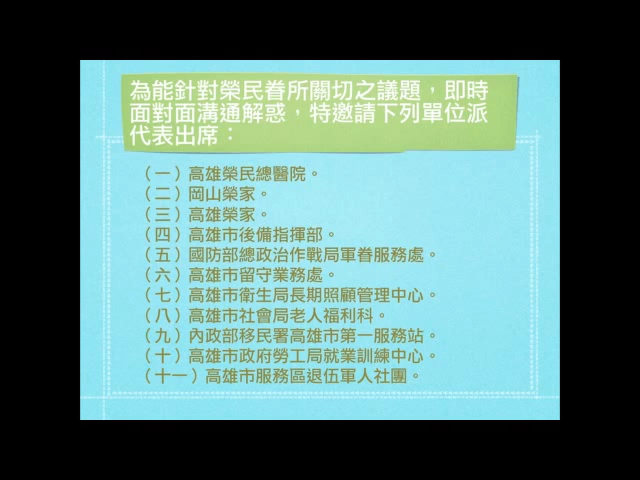 為能針對榮民眷所關切之議題，即時
面對面溝通解惑，特邀請下列單位派
代表出席：
（一）高雄榮民總醫院。
（二）岡山榮家。
（三）高雄榮家。
（四）高雄市後備指揮部。
（五）國防部總政治作戰局軍眷服務處。
（六）高雄市留守業務處。
（七）高雄市衛生局長期照顧管理中心。
（八）高雄市社會局老人福利科。
（九）內政部移民署高雄市第一服務站。
（十）高雄市政府勞工局就業訓練中心。
（十一）高雄市服務區退伍軍人社團。